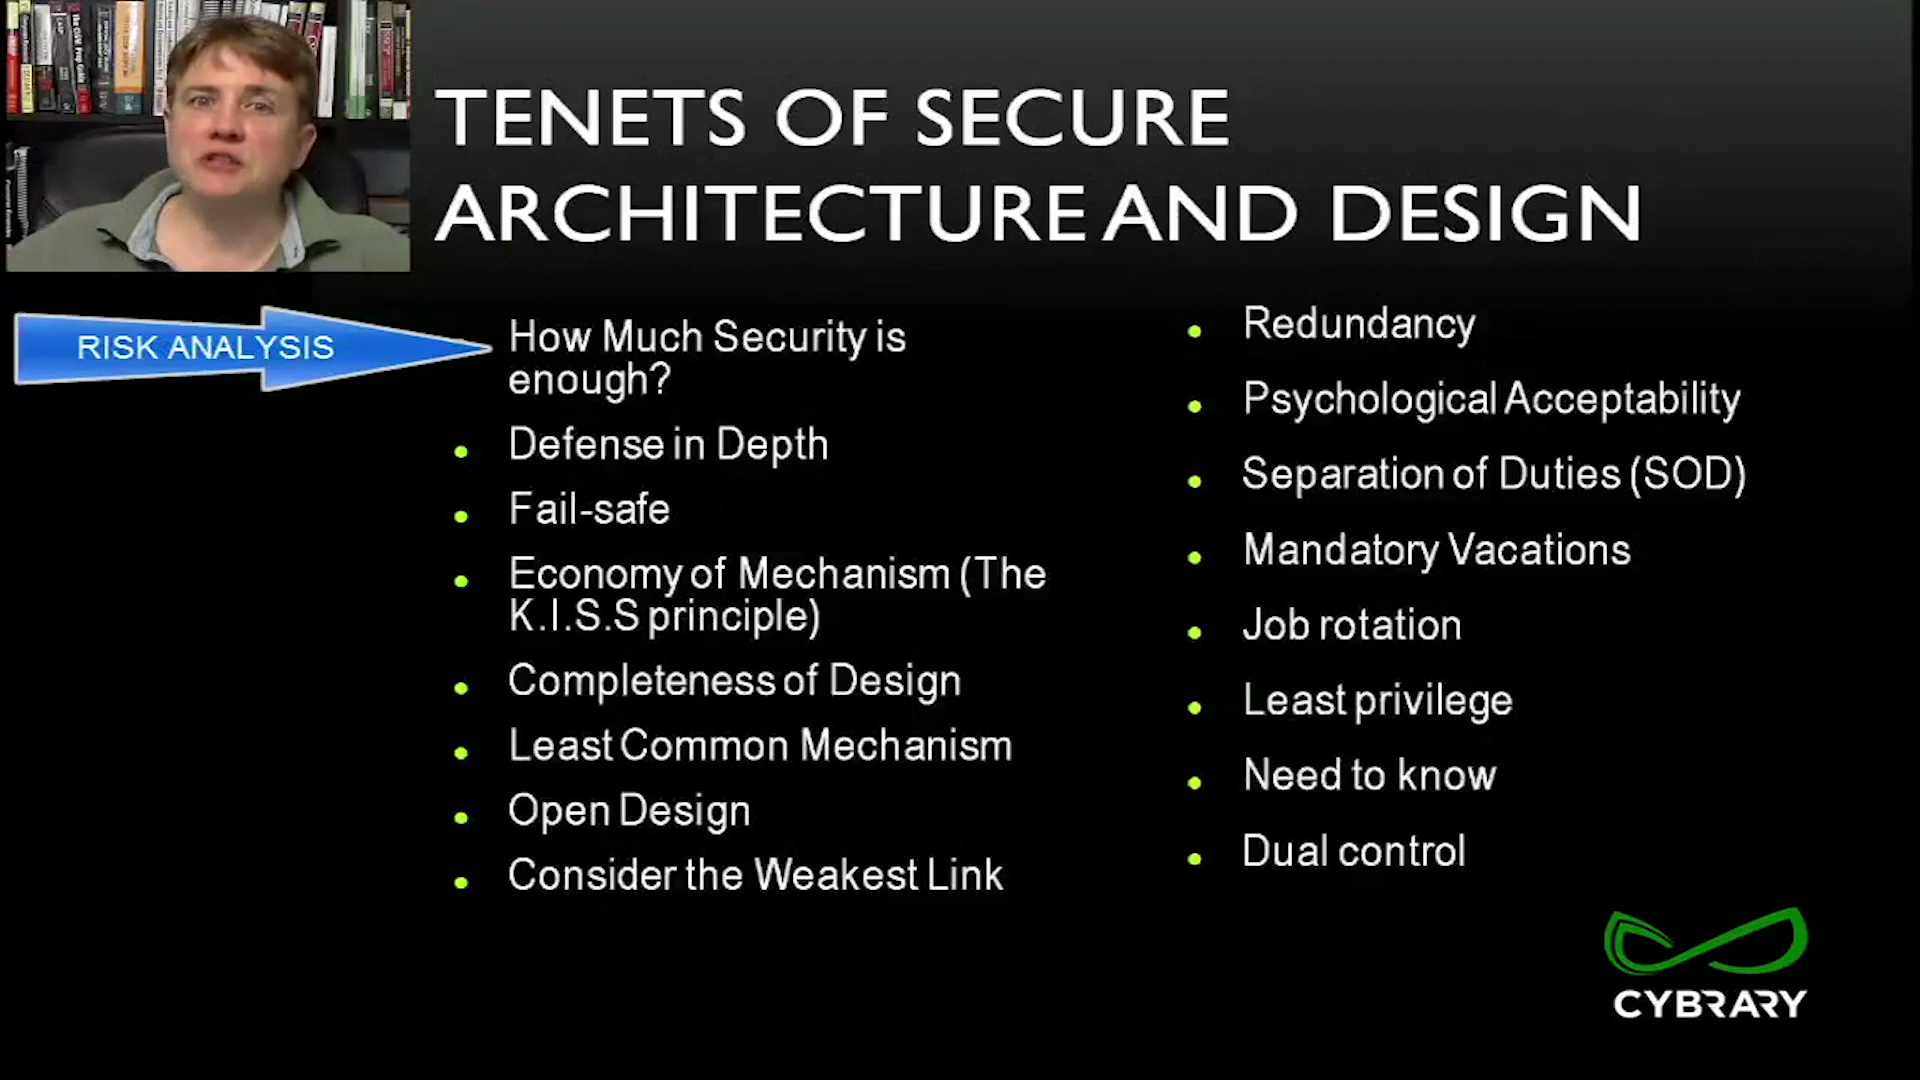 TENETS OF SECURE
ARCHITECTURE AND DESIGN
RISK ANALYSIS
How Much Security is
enough?
Defense in Depth
Fail-safe
Economy of Mechanism (The
K.I.S.S principle)
Completeness of Design
Least Common Mechanism
Open Design
Consider the Weakest Link
Redundancy
Psychological Acceptability
Separation of Duties (SOD)
Mandatory Vacations
Job rotation
Least privilege
Need to know
Dual control
CYBRARY